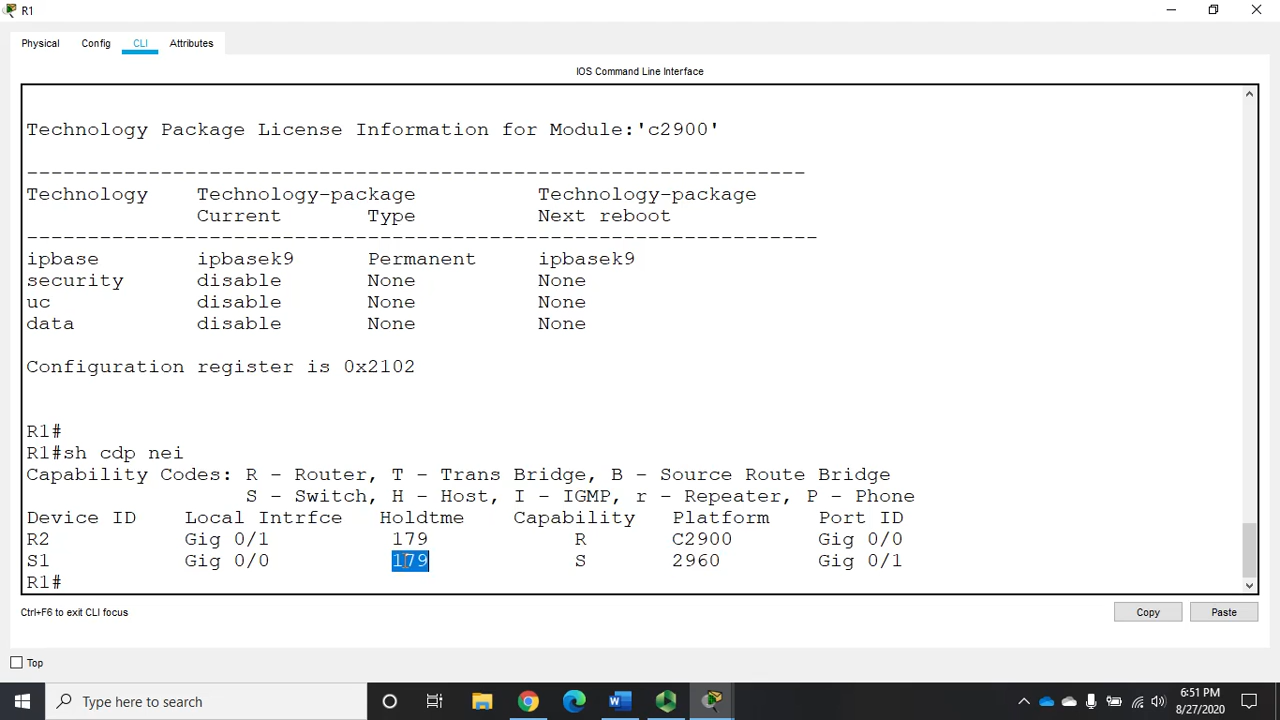 R1
Physical Config CLI Attributes
IOS Command Line Interface
Technology Package License Information for Module:'c2900'
----------------------------------------------------------------
Technology Technology-package Technology-package
Current Type Next reboot
-----------------------------------------------------------------
ipbase ipbasek9 Permanent ipbasek9
security disable None None
uc disable None None
data disable None None
Configuration register is 0x2102
R1#
R1#sh cdp nei
Capability Codes: R - Router, T - Trans Bridge, B - Source Route Bridge
S - Switch, H - Host, I - IGMP, r - Repeater, P - Phone
Device ID Local Intrfce Holdtme Capability Platform Port ID
R2 Gig 0/1 179 R C2900 Gig 0/0
S1 Gig 0/0 179 S 2960 Gig 0/1
R1#
Ctrl+F6 to exit CLI focus
Copy Paste
Top
Type here to search
6:51 PM
8/27/2020